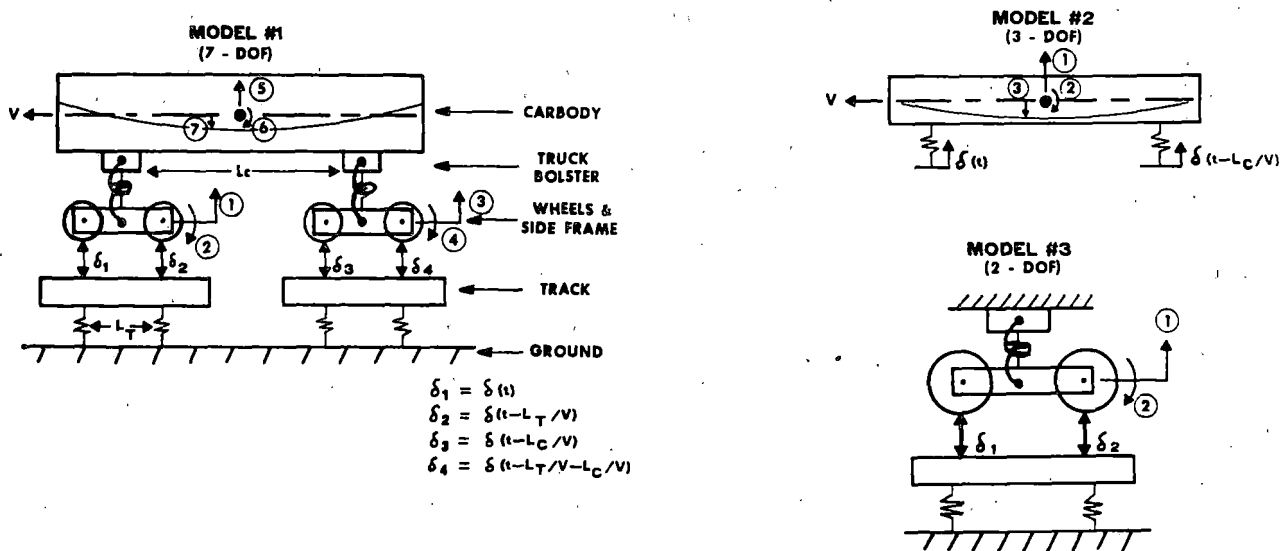 MODEL #1
(7 - DOF)
5
V
7
6
CARBODY
TRUCK
BOLSTER
Lc
1
2
3
4
WHEELS &
SIDE FRAME
δ1
δ2
δ3
δ4
TRACK
LT
GROUND
δ1 = δ(t)
δ2 = δ(t-LT/V)
δ3 = δ(t-LC/V)
δ4 = δ(t-LT/V-LC/V)
MODEL #2
(3 - DOF)
1
3
2
V
δ(t)
δ(t-LC/V)
MODEL #3
(2 - DOF)
1
2
δ1
δ2